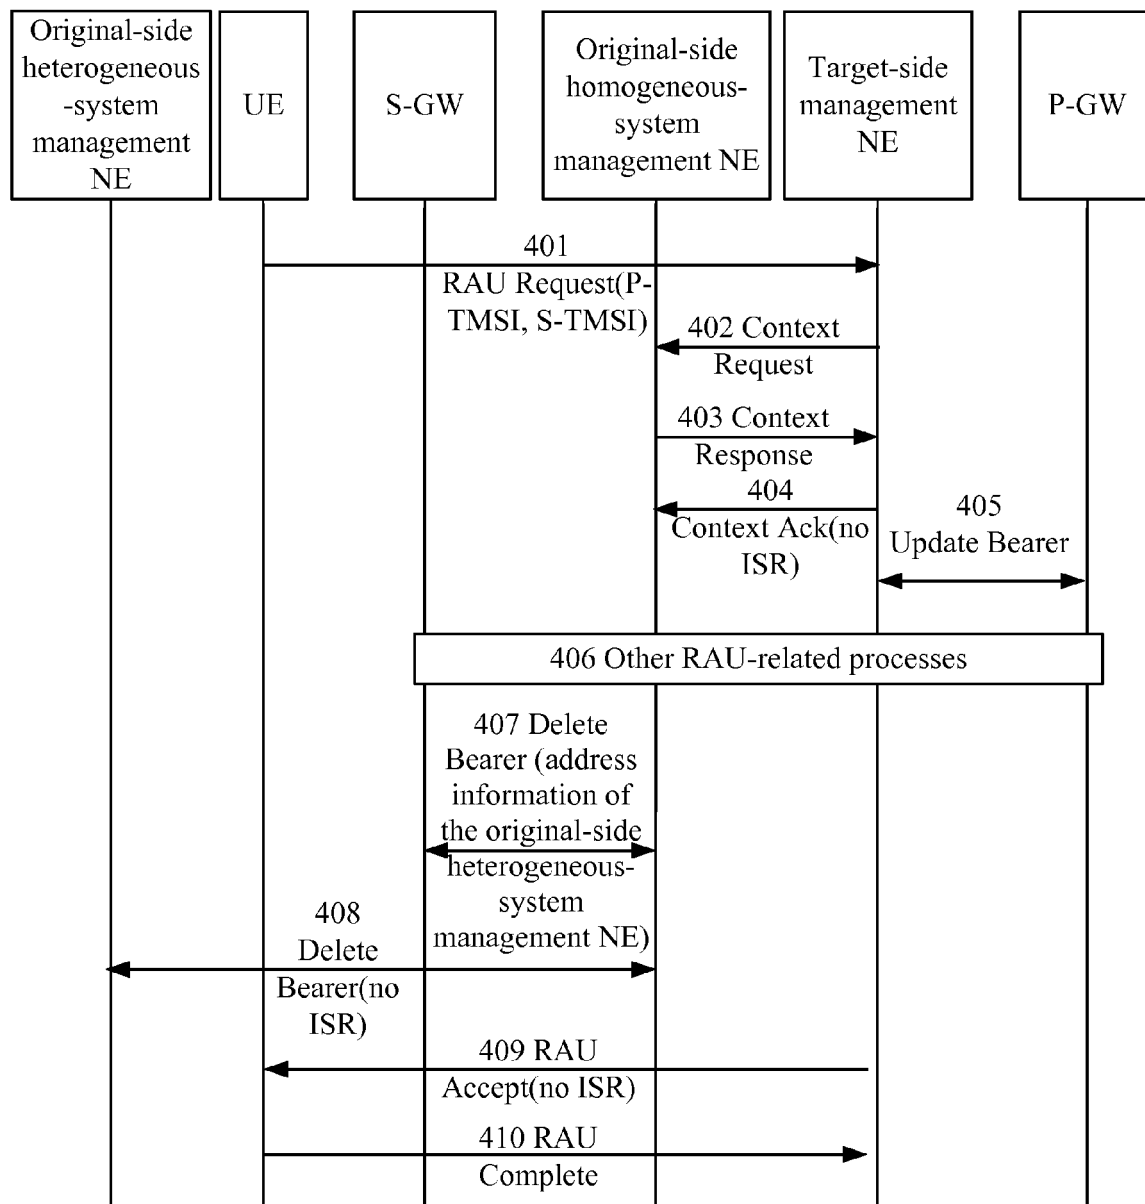 Original-side
heterogeneous
-system
management
NE
UE
S-GW
Original-side
homogeneous-
system
management NE
Target-side
management
NE
P-GW
401
RAU Request(P-
TMSI, S-TMSI)
402 Context
Request
403 Context
Response
404
Context Ack(no
ISR)
405
Update Bearer
406 Other RAU-related processes
407 Delete
Bearer (address
information of
the original-side
heterogeneous-
system
management NE)
408
Delete
Bearer(no
ISR)
409 RAU
Accept(no ISR)
410 RAU
Complete